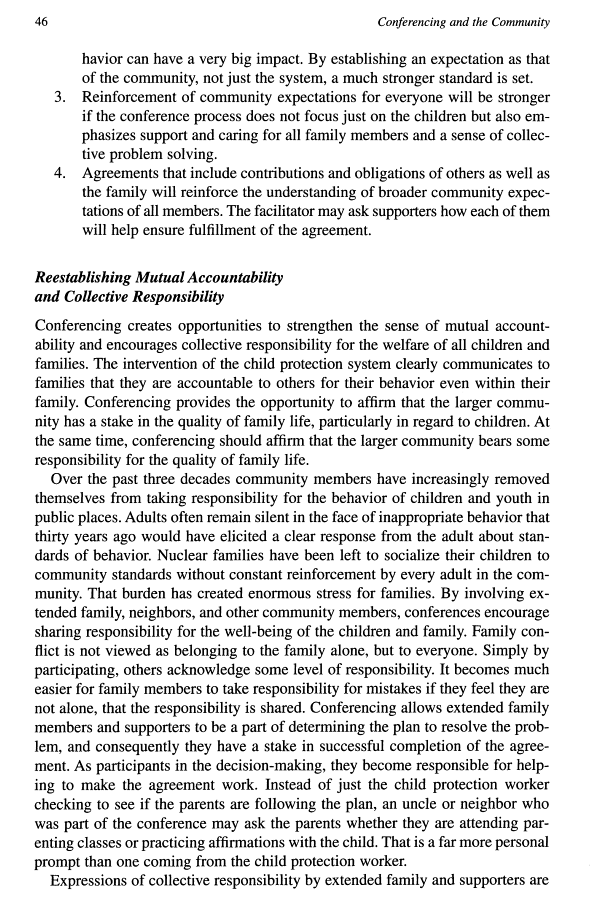 46 Conferencing and the Community
havior can have a very big impact. By establishing an expectation as that
of the community, not just the system, a much stronger standard is set.
3. Reinforcement of community expectations for everyone will be stronger
if the conference process does not focus just on the children but also em-
phasizes support and caring for all family members and a sense of collec-
tive problem solving.
4. Agreements that include contributions and obligations of others as well as
the family will reinforce the understanding of broader community expec-
tations of all members. The facilitator may ask supporters how each of them
will help ensure fulfillment of the agreement.
Reestablishing Mutual Accountability
and Collective Responsibility
Conferencing creates opportunities to strengthen the sense of mutual account-
ability and encourages collective responsibility for the welfare of all children and
families. The intervention of the child protection system clearly communicates to
families that they are accountable to others for their behavior even within their
family. Conferencing provides the opportunity to affirm that the larger commu-
nity has a stake in the quality of family life, particularly in regard to children. At
the same time, conferencing should affirm that the larger community bears some
responsibility for the quality of family life.
Over the past three decades community members have increasingly removed
themselves from taking responsibility for the behavior of children and youth in
public places. Adults often remain silent in the face of inappropriate behavior that
thirty years ago would have elicited a clear response from the adult about stan-
dards of behavior. Nuclear families have been left to socialize their children to
community standards without constant reinforcement by every adult in the com-
munity. That burden has created enormous stress for families. By involving ex-
tended family, neighbors, and other community members, conferences encourage
sharing responsibility for the well-being of the children and family. Family con-
flict is not viewed as belonging to the family alone, but to everyone. Simply by
participating, others acknowledge some level of responsibility. It becomes much
easier for family members to take responsibility for mistakes if they feel they are
not alone, that the responsibility is shared. Conferencing allows extended family
members and supporters to be a part of determining the plan to resolve the prob-
lem, and consequently they have a stake in successful completion of the agree-
ment. As participants in the decision-making, they become responsible for help-
ing to make the agreement work. Instead of just the child protection worker
checking to see if the parents are following the plan, an uncle or neighbor who
was part of the conference may ask the parents whether they are attending par-
enting classes or practicing affirmations with the child. That is a far more personal
prompt than one coming from the child protection worker.
Expressions of collective responsibility by extended family and supporters are